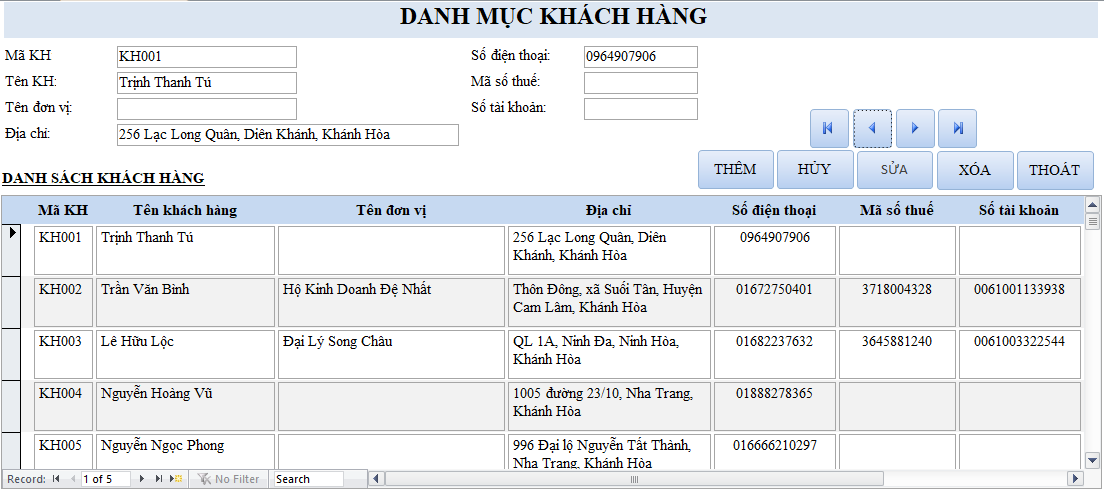 DANH MỤC KHÁCH HÀNG
Mã KH KH001 Số điện thoại: 0964907906
Tên KH: Trịnh Thanh Tú Mã số thuế:
Tên đơn vị: Số tài khoản:
Địa chỉ: 256 Lạc Long Quân, Diên Khánh, Khánh Hòa
THÊM HỦY SỬA XÓA THOÁT
DANH SÁCH KHÁCH HÀNG
Mã KH Tên khách hàng Tên đơn vị Địa chỉ Số điện thoại Mã số thuế Số tài khoản
KH001 Trịnh Thanh Tú 256 Lạc Long Quân, Diên 0964907906
Khánh, Khánh Hòa
KH002 Trần Văn Bình Hộ Kinh Doanh Đệ Nhất Thôn Đông, xã Suối Tân, Huyện 01672750401 3718004328 0061001133938
Cam Lâm, Khánh Hòa
KH003 Lê Hữu Lộc Đại Lý Song Châu QL 1A, Ninh Đa, Ninh Hòa, 01682237632 3645881240 0061003322544
Khánh Hòa
KH004 Nguyễn Hoàng Vũ 1005 đường 23/10, Nha Trang, 01888278365
Khánh Hòa
KH005 Nguyễn Ngọc Phong 996 Đại lộ Nguyễn Tất Thành, 016666210297
Nha Trang, Khánh Hòa
Record: 1 of 5 No Filter Search